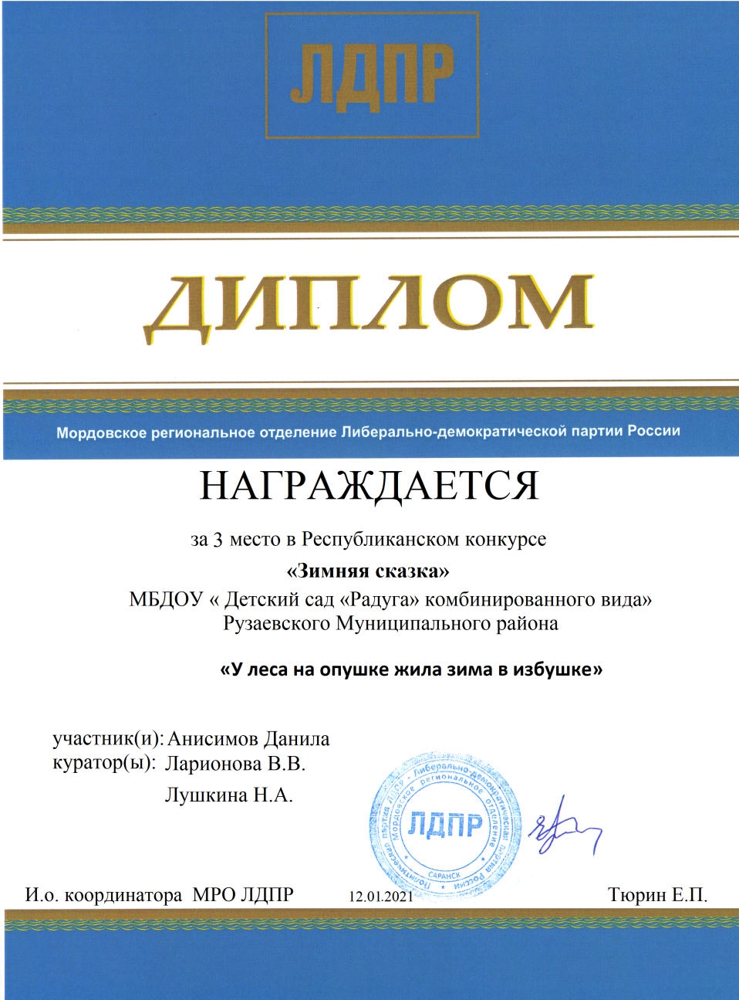 ЛДПР
ДИПЛОМ
Мордовское региональное отделение Либерально-демократической партии России
НАГРАЖДАЕТСЯ
за 3 место в Республиканском конкурсе
«Зимняя сказка»
МБДОУ « Детский сад «Радуга» комбинированного вида»
Рузаевского Муниципального района
«У леса на опушке жила зима в избушке»
участник(и): Анисимов Данила
куратор(ы): Ларионова В.В.
Лушкина Н.А.
Политическая партия ЛДПР - Либерально-демократическая партия России
Мордовское региональное отделение
ЛДПР
САРАНСК
И.о. координатора МРО ЛДПР 12.01.2021 Тюрин Е.П.